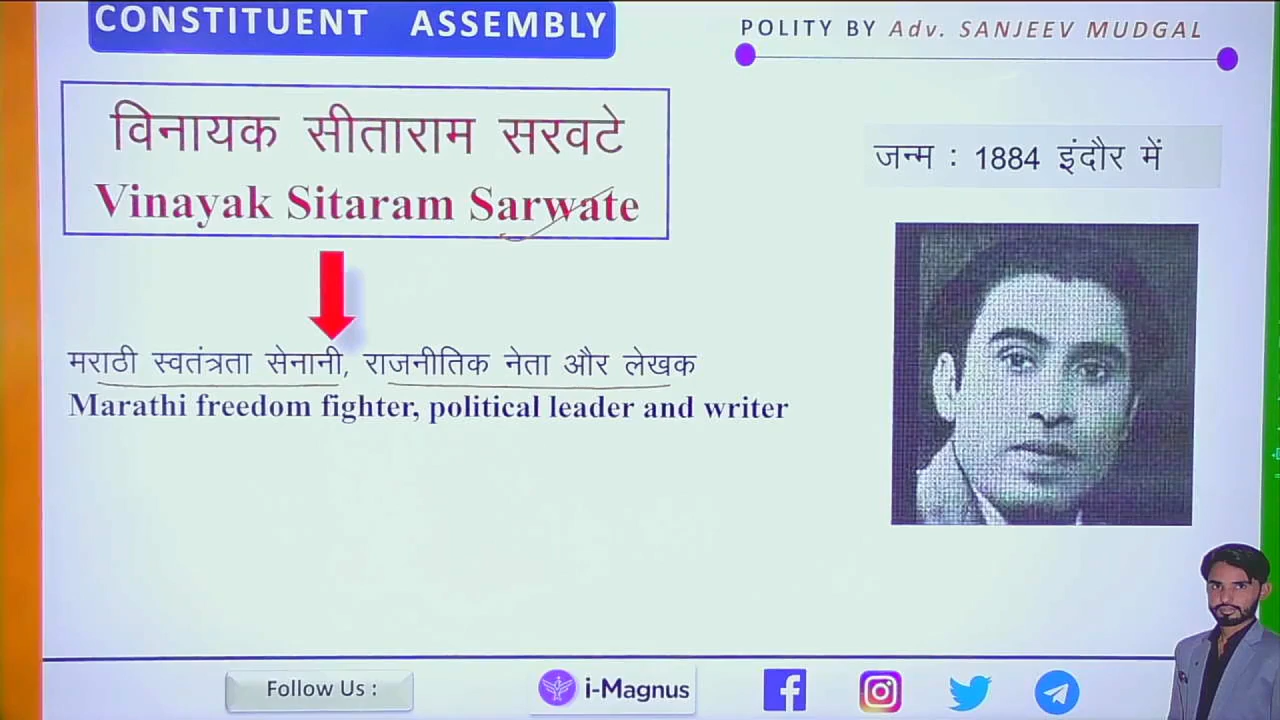 CONSTITUENT ASSEMBLY
POLITY BY Adv. SANJEEV MUDGAL
विनायक सीताराम सरवटे
Vinayak Sitaram Sarwate
जन्म : 1884 इंदौर में
मराठी स्वतंत्रता सेनानी, राजनीतिक नेता और लेखक
Marathi freedom fighter, political leader and writer
Follow Us :
i-Magnus